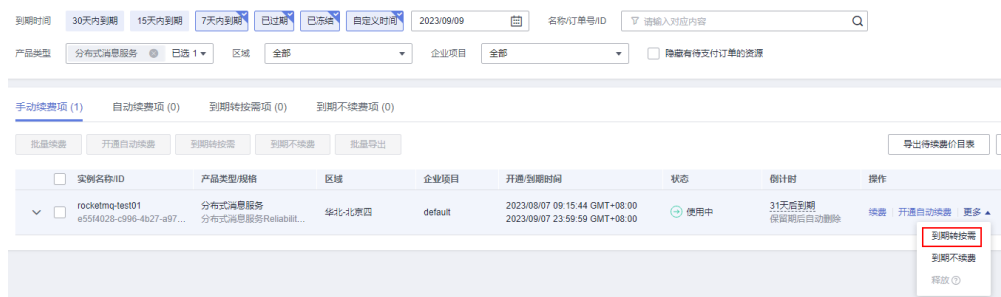 到期时间 30天内到期 15天内到期 7天内到期 已过期 已冻结 自定义时间 2023/09/09 名称/订单号/ID 请输入对应内容
产品类型 分布式消息服务 已选 1 区域 全部 企业项目 全部 隐藏有待支付订单的资源
手动续费项 (1) 自动续费项 (0) 到期转按需项 (0) 到期不续费项 (0)
批量续费 开通自动续费 到期转按需 到期不续费 批量导出 导出待续费价目表
实例名称/ID 产品类型/规格 区域 企业项目 开通/到期时间 状态 倒计时 操作
rocketmq-test01 分布式消息服务 华北-北京四 default 2023/08/07 09:15:44 GMT+08:00 使用中 31天后到期 续费 开通自动续费 更多
e55f4028-c996-4b27-a97... 分布式消息服务Reliabilit... 2023/09/07 23:59:59 GMT+08:00 保留期后自动删除
到期转按需
到期不续费
释放